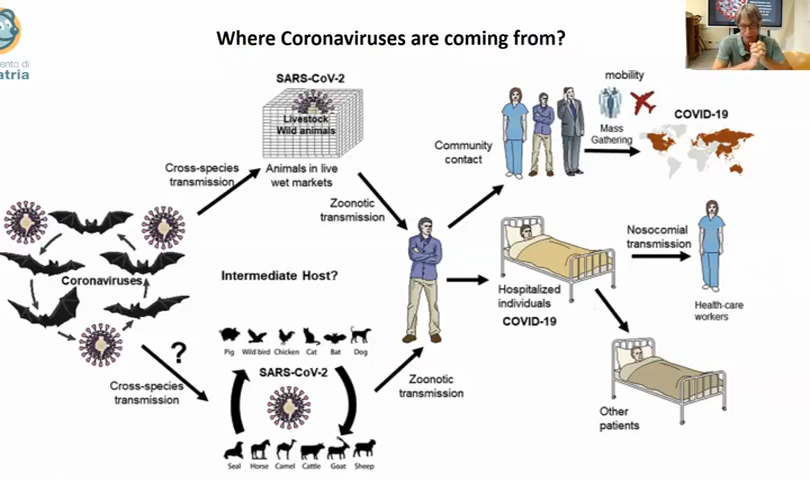 Where Coronaviruses are coming from?
ento di
atria
SARS-CoV-2
Livestock
Wild animals
Animals in live
wet markets
Cross-species
transmission
Zoonotic
transmission
Community
contact
mobility
Mass
Gathering
COVID-19
Coronaviruses
Intermediate Host?
Hospitalized
individuals
COVID-19
Nosocomial
transmission
Health-care
workers
Other
patients
?
Cross-species
transmission
Pig Wild bird Chicken Cat Bat Dog
SARS-CoV-2
Seal Horse Camel Cattle Goat Sheep
Zoonotic
transmission